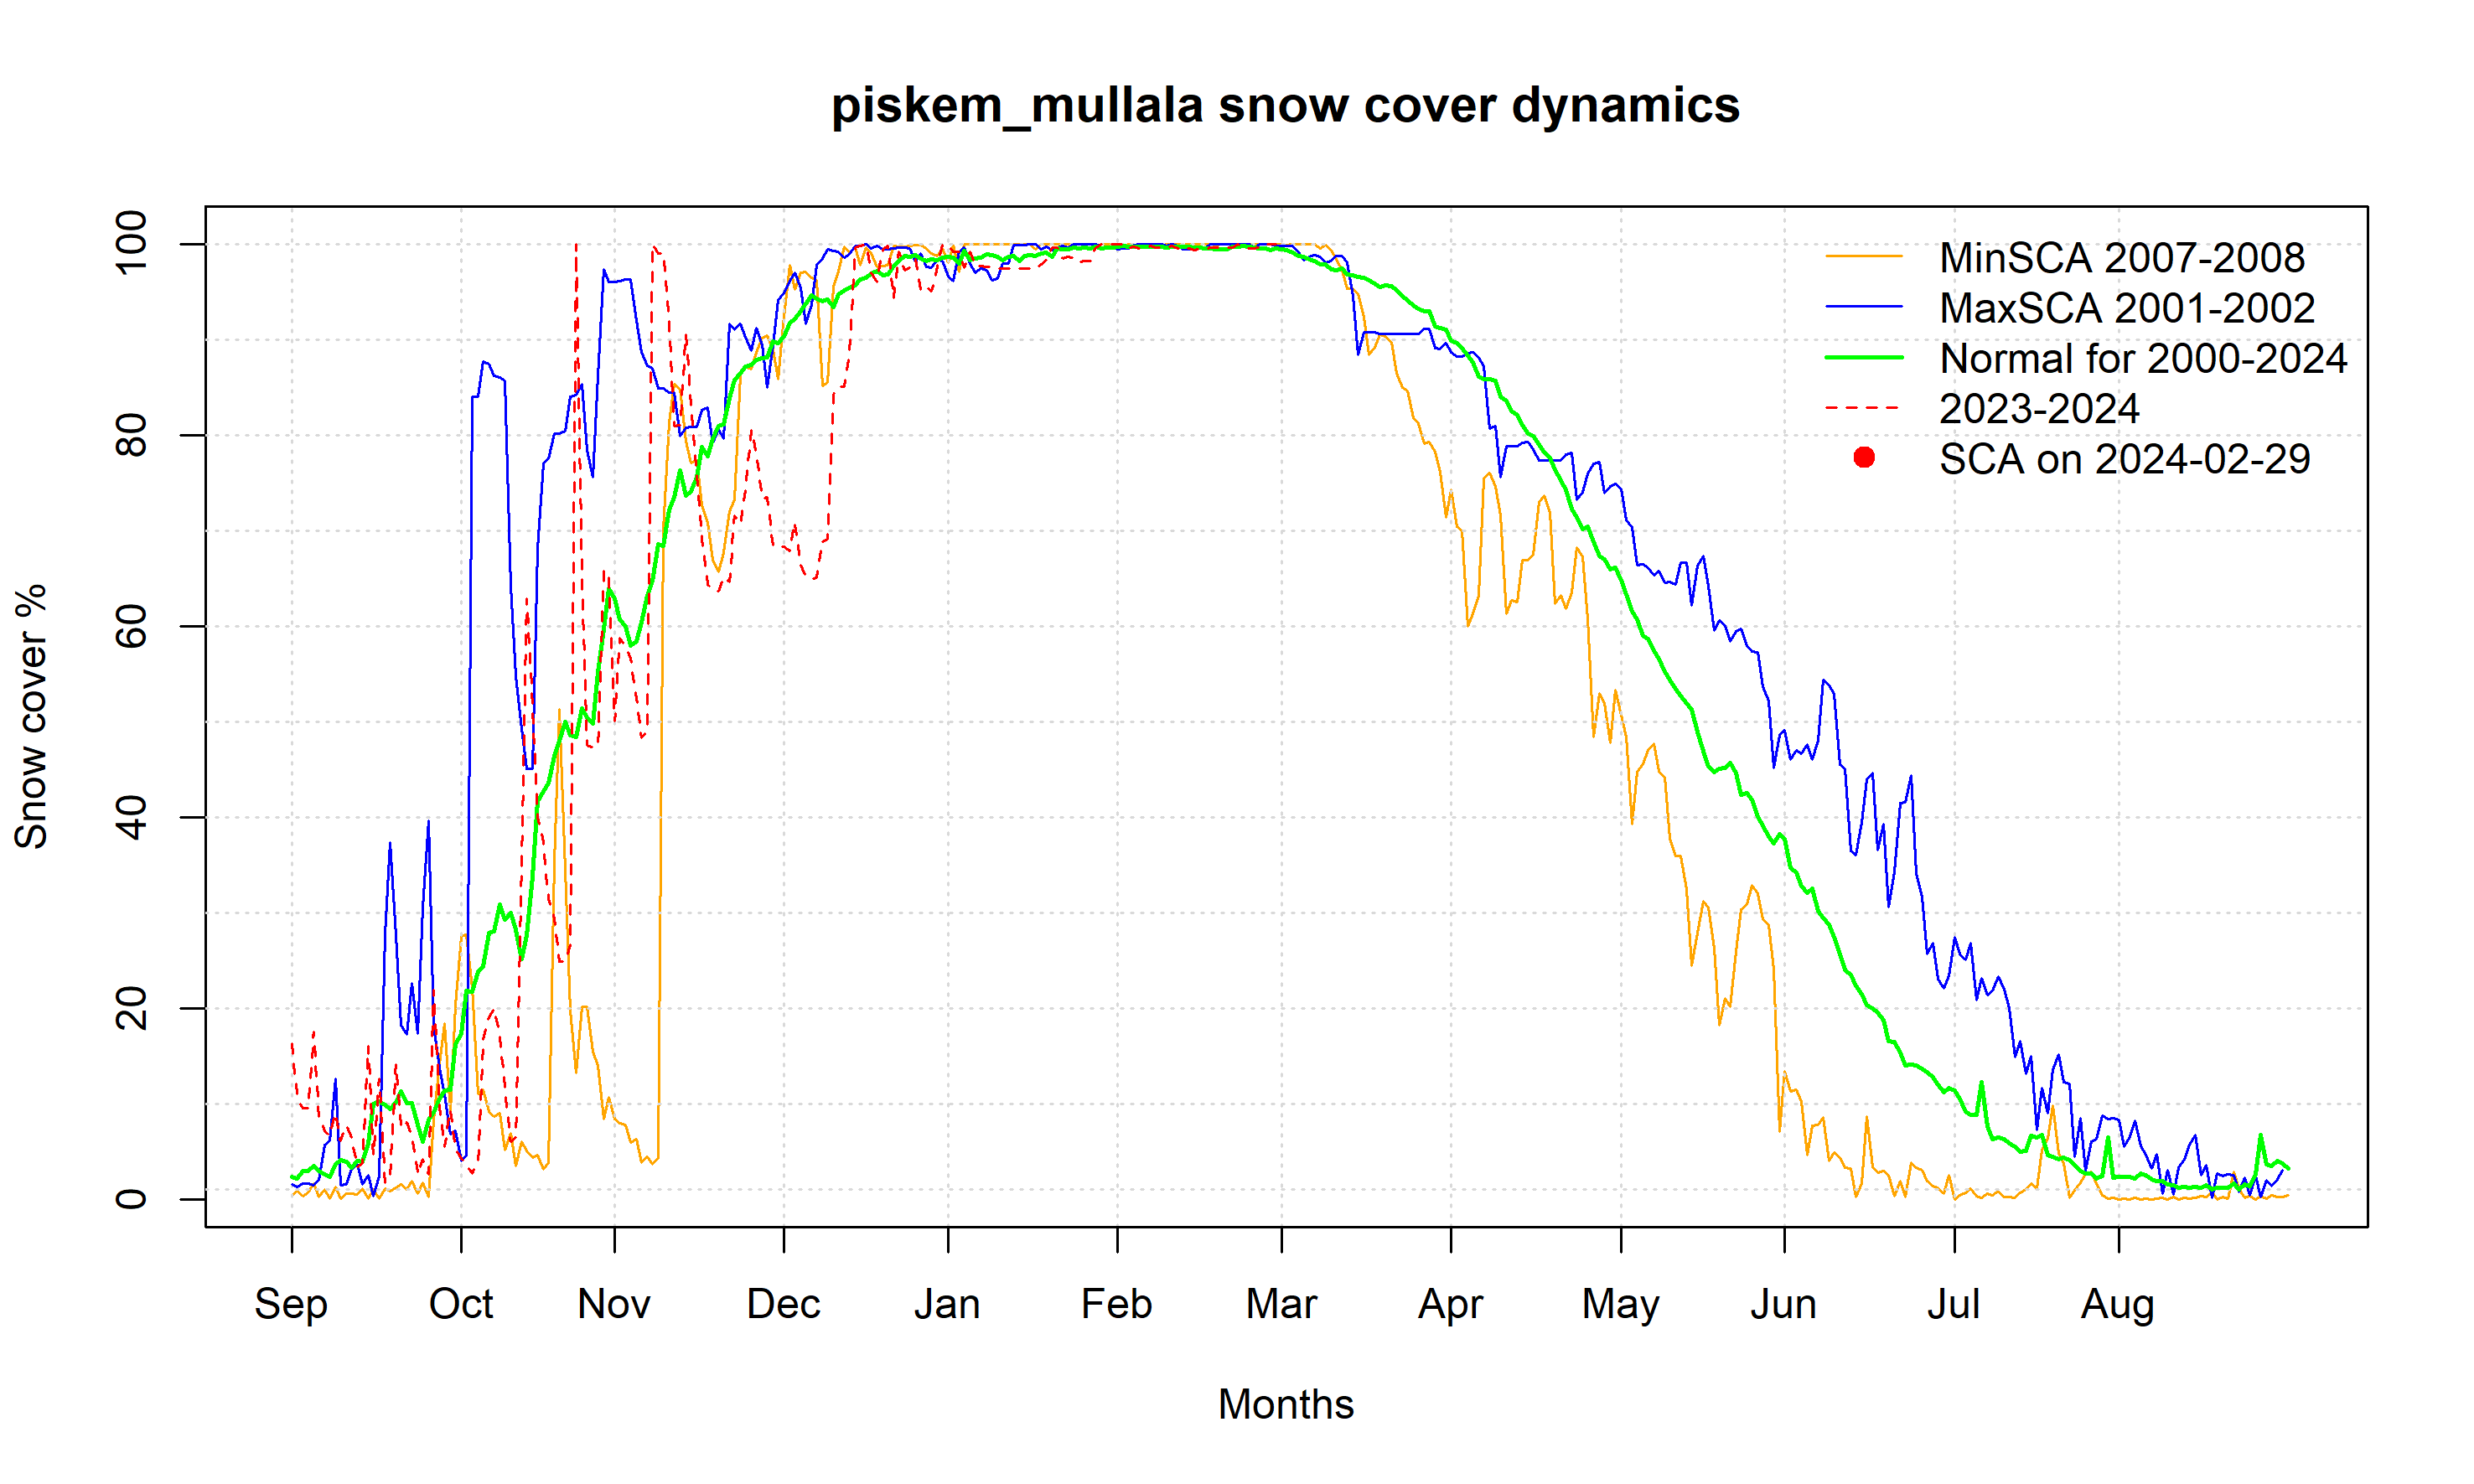 piskem_mullala snow cover dynamics
MinSCA 2007-2008
MaxSCA 2001-2002
Normal for 2000-2024
2023-2024
SCA on 2024-02-29
Snow cover %
100
80
60
40
20
0
Sep Oct Nov Dec Jan Feb Mar Apr May Jun Jul Aug
Months